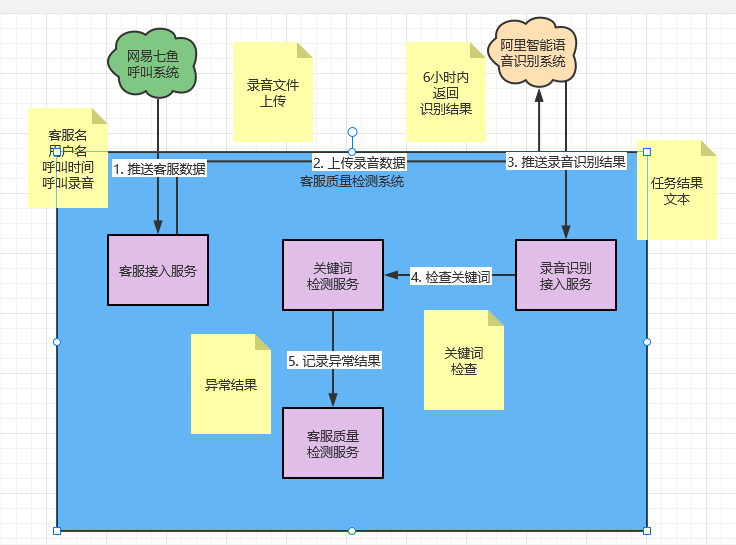 网易七鱼
呼叫系统
录音文件
上传
6小时内
返回
识别结果
阿里智能语
音识别系统
客服名
用户名
呼叫时间
呼叫录音
1. 推送客服数据
2. 上传录音数据
3. 推送录音识别结果
客服质量检测系统
任务结果
文本
客服接入服务
关键词
检测服务
4. 检查关键词
录音识别
接入服务
5. 记录异常结果
异常结果
关键词
检查
客服质量
检测服务